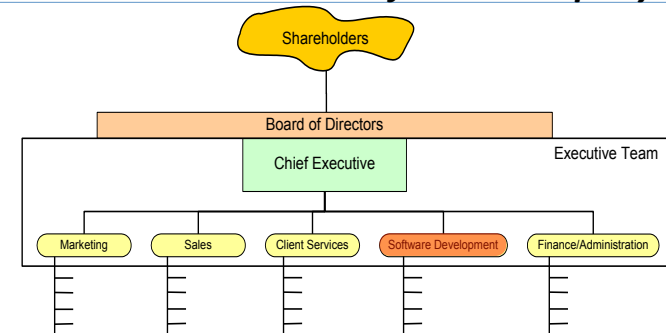 Shareholders
Board of Directors
Executive Team
Chief Executive
Marketing
Sales
Client Services
Software Development
Finance/Administration